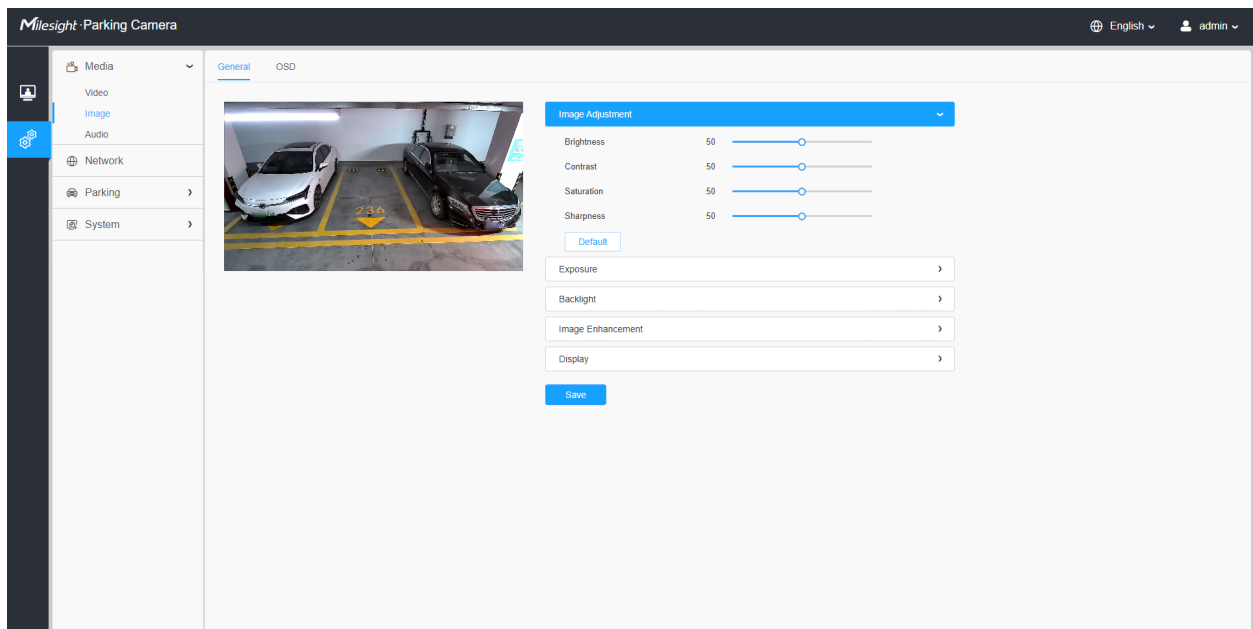 Milesight · Parking Camera
English
admin
Media
Video
Image
Audio
Network
Parking
System
General OSD
236
Image Adjustment
Brightness 50
Contrast 50
Saturation 50
Sharpness 50
Default
Exposure
Backlight
Image Enhancement
Display
Save